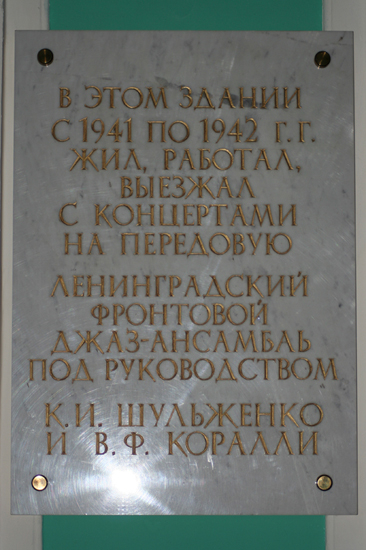 В ЭТОМ ЗДАНИИ
С 1941 ПО 1942 Г.Г.
ЖИЛ, РАБОТАЛ,
ВЫЕЗЖАЛ
С КОНЦЕРТАМИ
НА ПЕРЕДОВУЮ
ЛЕНИНГРАДСКИЙ
ФРОНТОВОЙ
ДЖАЗ-АНСАМБЛЬ
ПОД РУКОВОДСТВОМ
К.И. ШУЛЬЖЕНКО
И В.Ф. КОРАЛЛИ